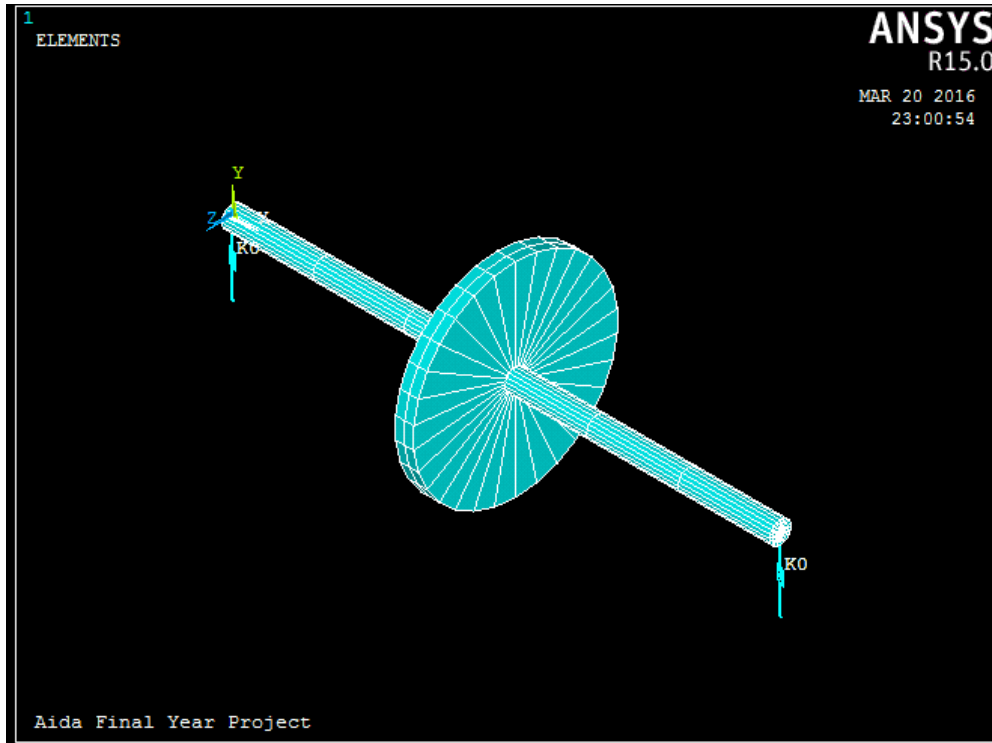 1
ELEMENTS
ANSYS
R15.0
MAR 20 2016
23:00:54
Y
Z
K0
K0
Aida Final Year Project